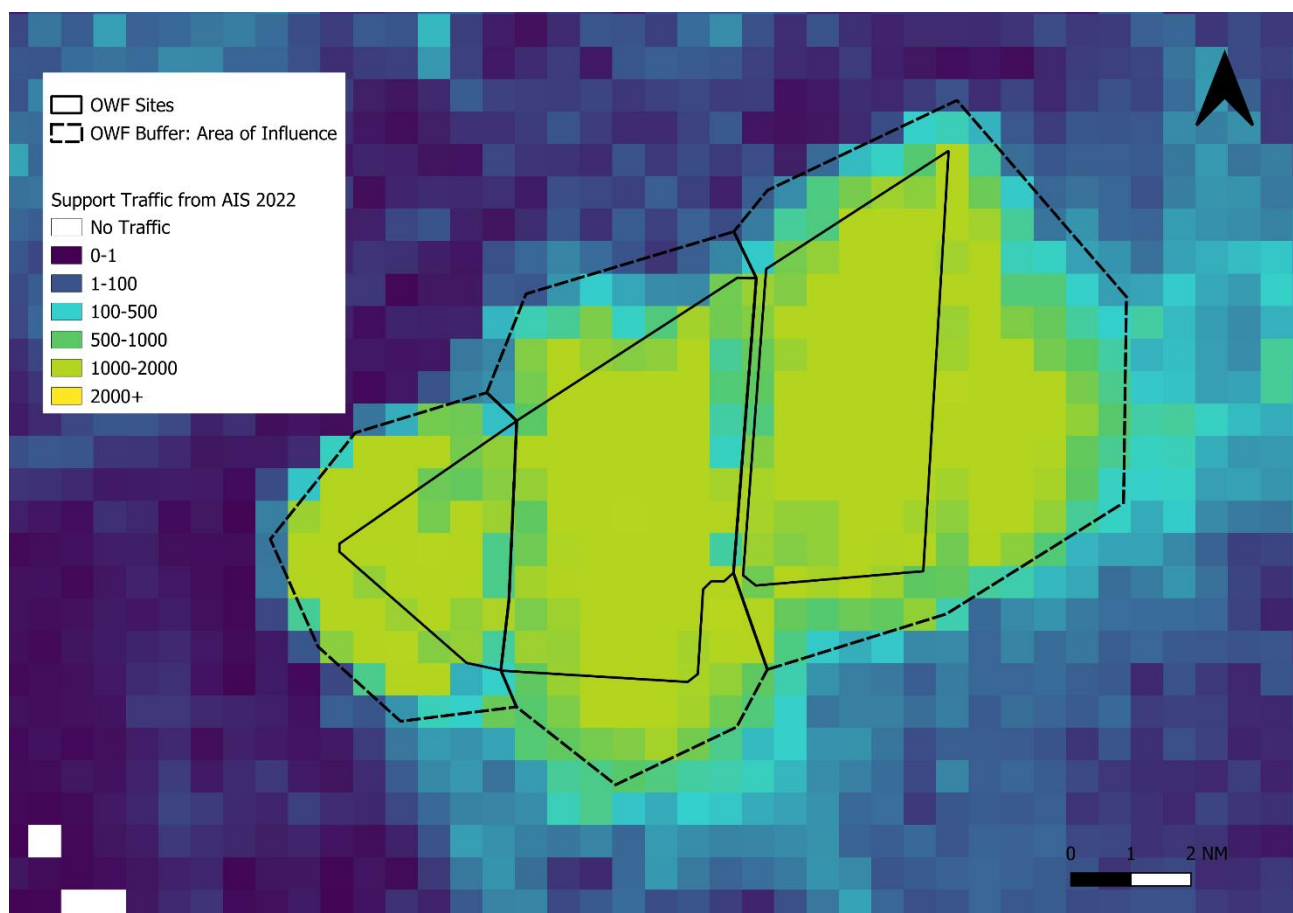 OWF Sites
OWF Buffer: Area of Influence
Support Traffic from AIS 2022
No Traffic
0-1
1-100
100-500
500-1000
1000-2000
2000+
0 1 2 NM